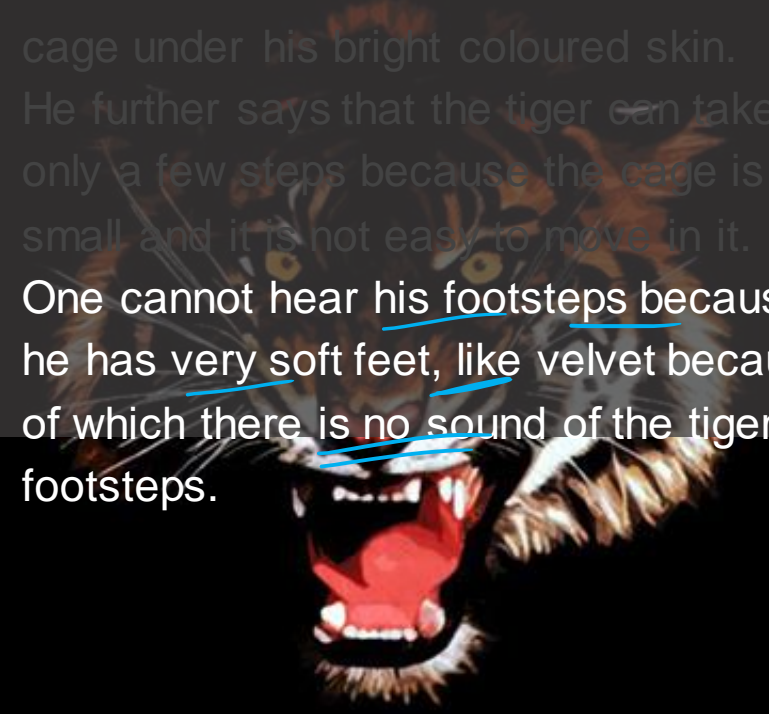 cage under his bright coloured skin.
He further says that the tiger can take
only a few steps because the cage is
small and it is not easy to move in it.
One cannot hear his footsteps becaus
he has very soft feet, like velvet becau
of which there is no sound of the tiger
footsteps.